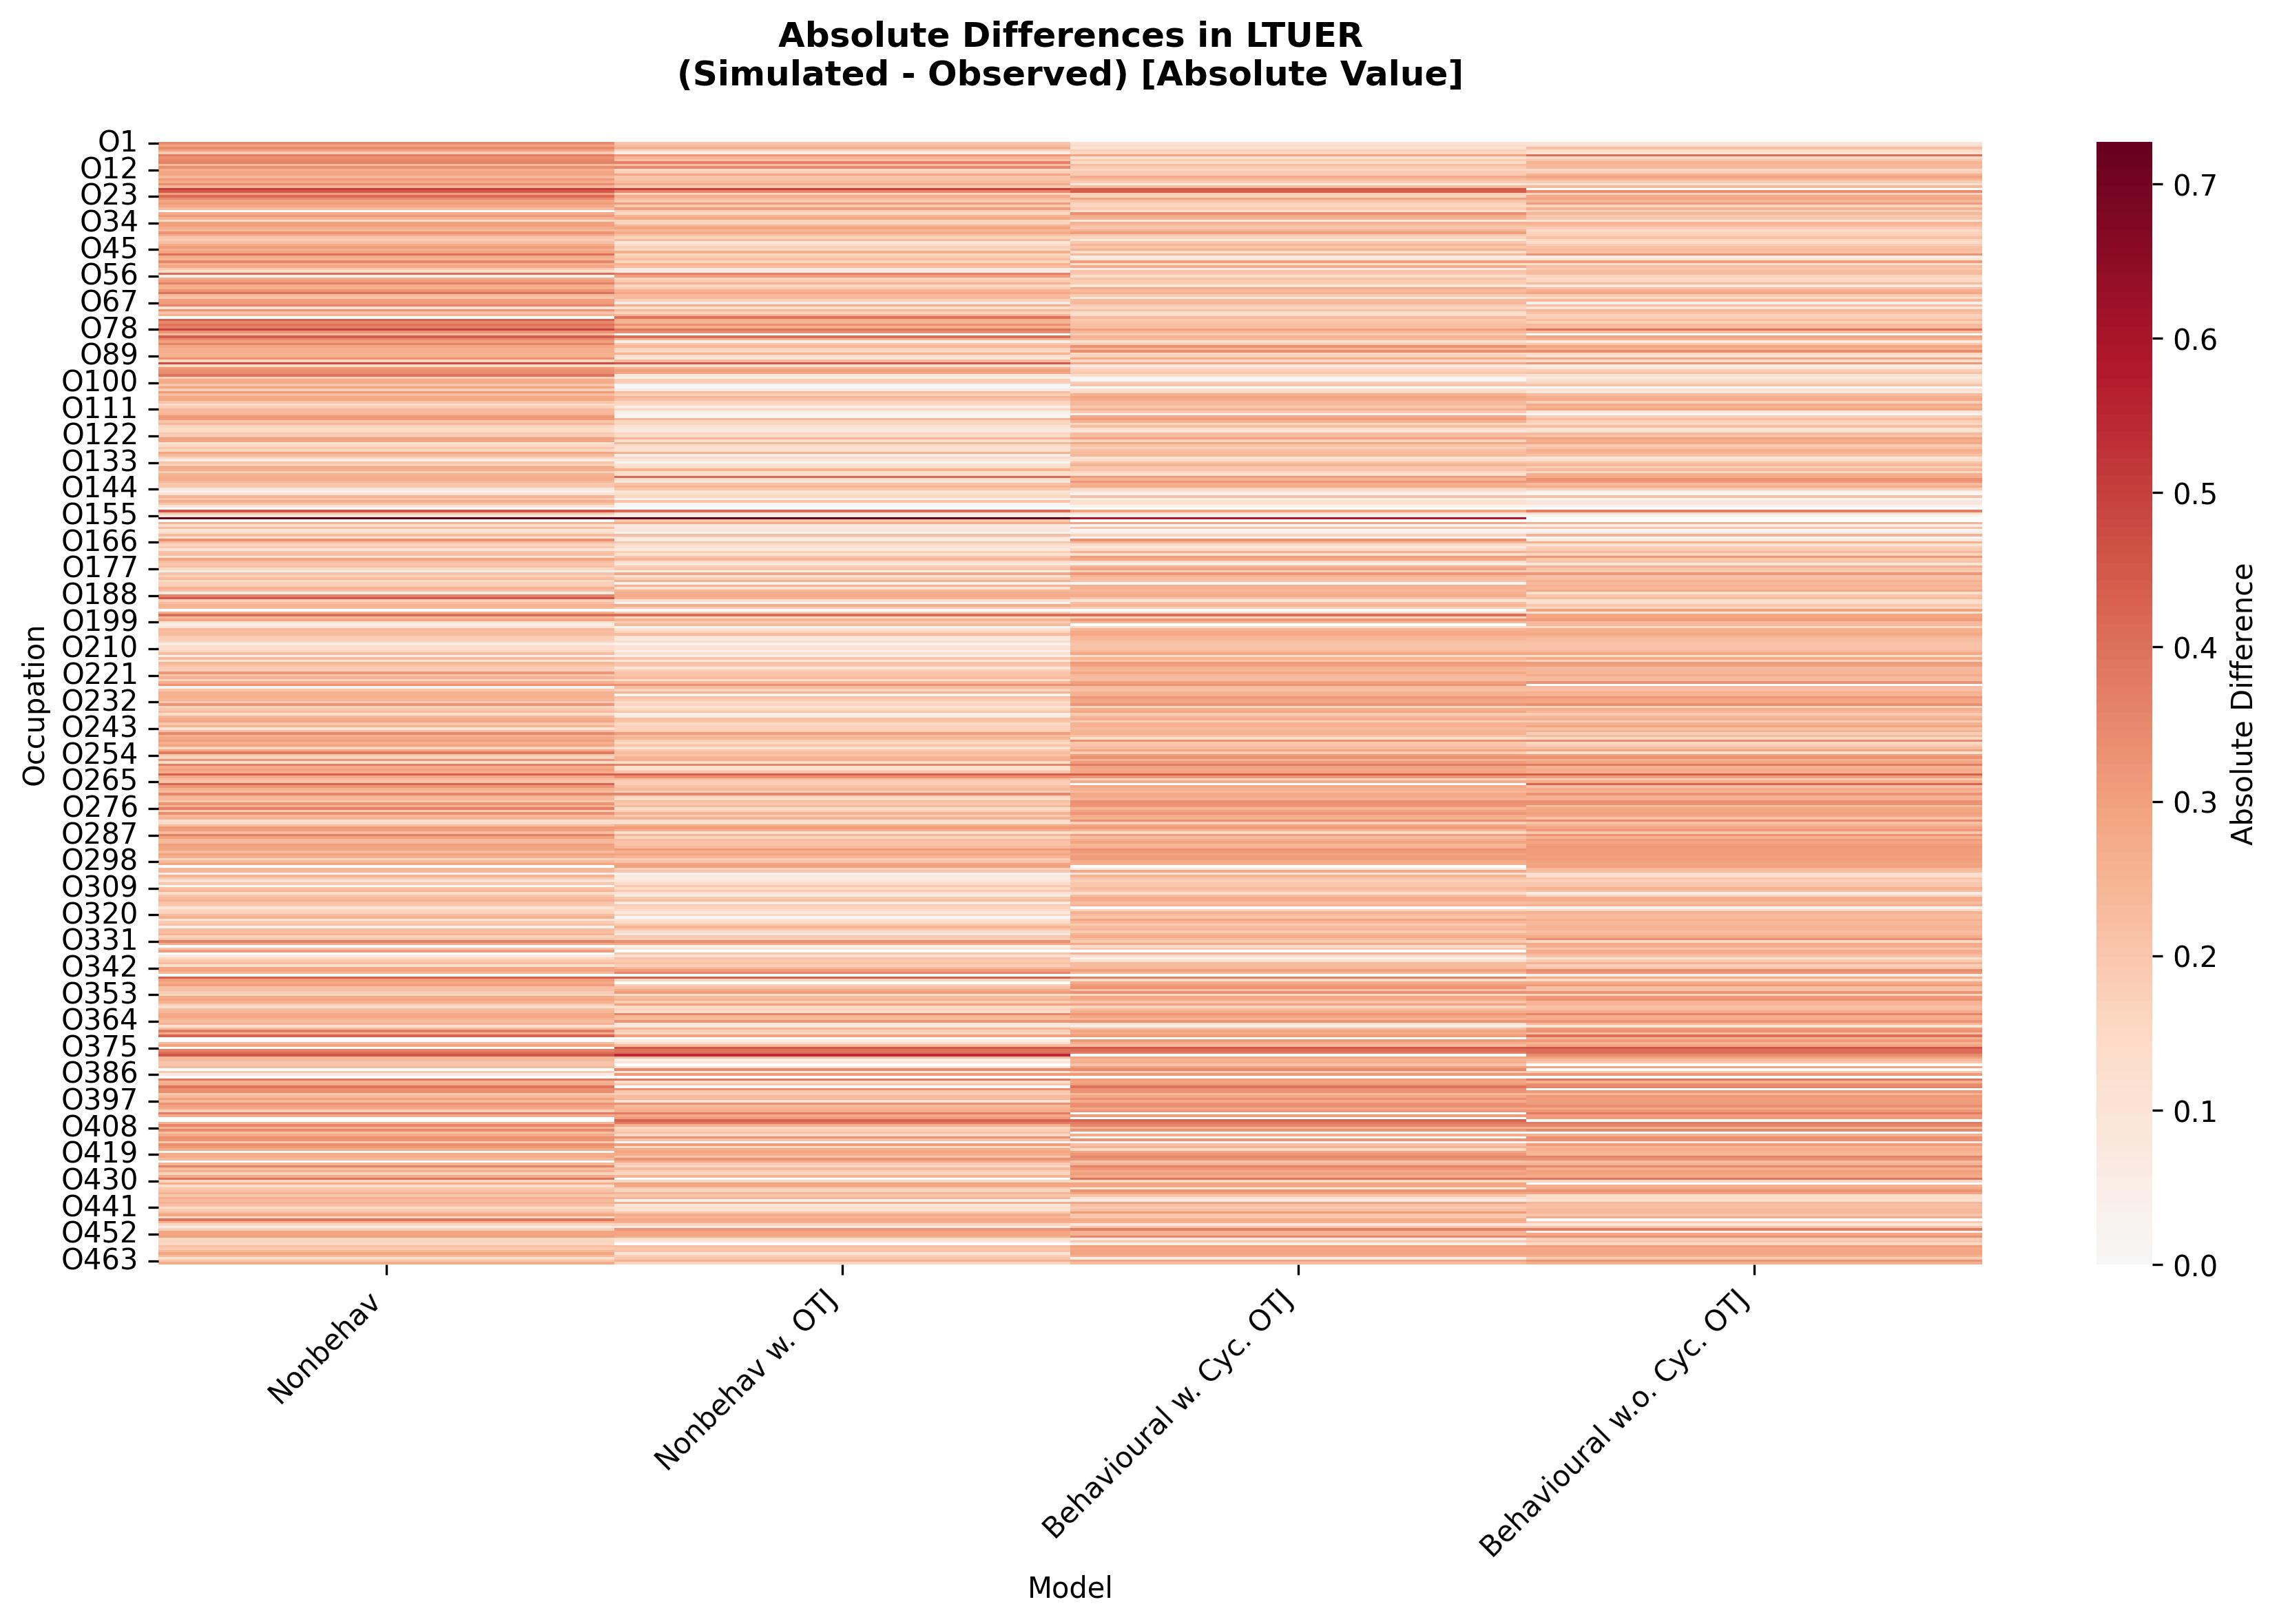 Absolute Differences in LTUER
(Simulated - Observed) [Absolute Value]
Occupation
O1
O12
O23
O34
O45
O56
O67
O78
O89
O100
O111
O122
O133
O144
O155
O166
O177
O188
O199
O210
O221
O232
O243
O254
O265
O276
O287
O298
O309
O320
O331
O342
O353
O364
O375
O386
O397
O408
O419
O430
O441
O452
O463
Nonbehav
Nonbehav w. OTJ
Behavioural w. Cyc. OTJ
Behavioural w.o. Cyc. OTJ
Model
0.7
0.6
0.5
0.4
0.3
0.2
0.1
0.0
Absolute Difference